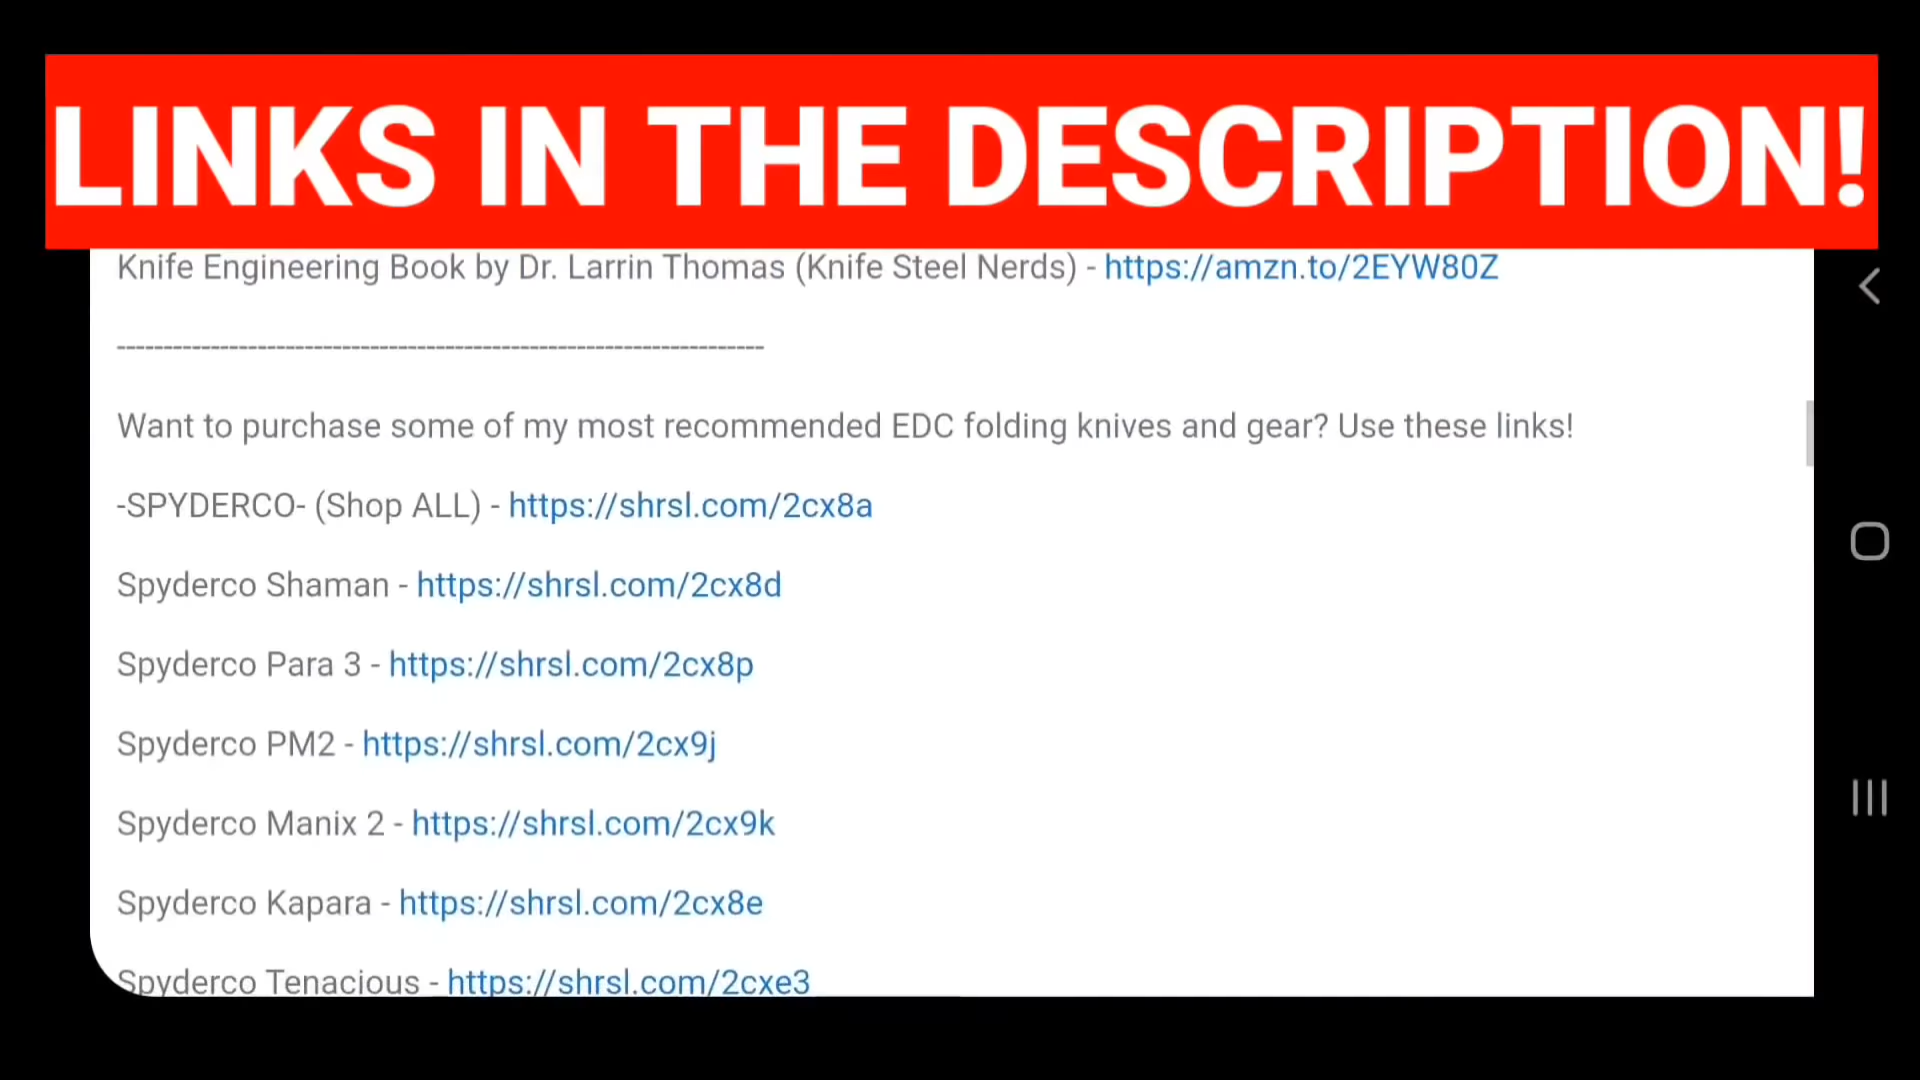 LINKS IN THE DESCRIPTION!
Knife Engineering Book by Dr. Larrin Thomas (Knife Steel Nerds) - https://amzn.to/2EYW80Z
----------------------------------------------------------------------
Want to purchase some of my most recommended EDC folding knives and gear? Use these links!
-SPYDERCO- (Shop ALL) - https://shrsl.com/2cx8a
Spyderco Shaman - https://shrsl.com/2cx8d
Spyderco Para 3 - https://shrsl.com/2cx8p
Spyderco PM2 - https://shrsl.com/2cx9j
Spyderco Manix 2 - https://shrsl.com/2cx9k
Spyderco Kapara - https://shrsl.com/2cx8e
Spyderco Tenacious - https://shrsl.com/2cxe3